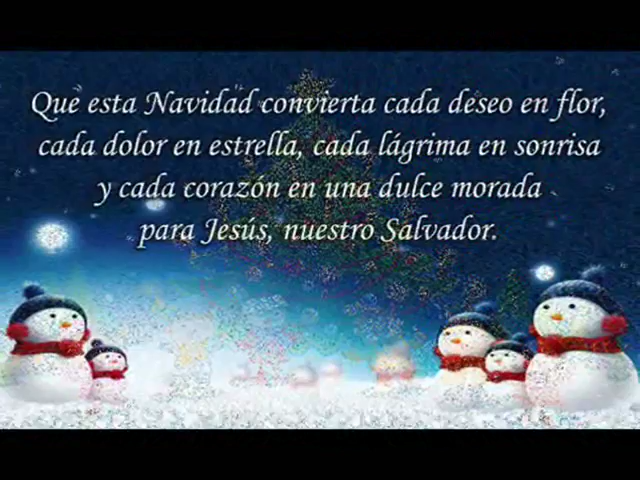 Que esta Navidad convierta cada deseo en flor,
cada dolor en estrella, cada lágrima en sonrisa
y cada corazón en una dulce morada
para Jesús, nuestro Salvador.